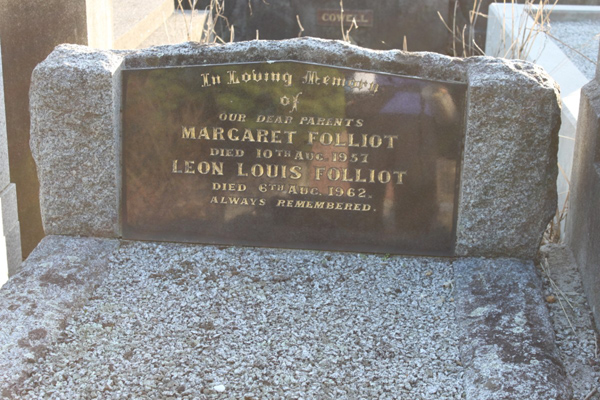 COWELL
In Loving Memory
of
OUR DEAR PARENTS
MARGARET FOLLIOT
DIED 10TH AUG. 1957
LEON LOUIS FOLLIOT
DIED 6TH AUG. 1962.
ALWAYS REMEMBERED.